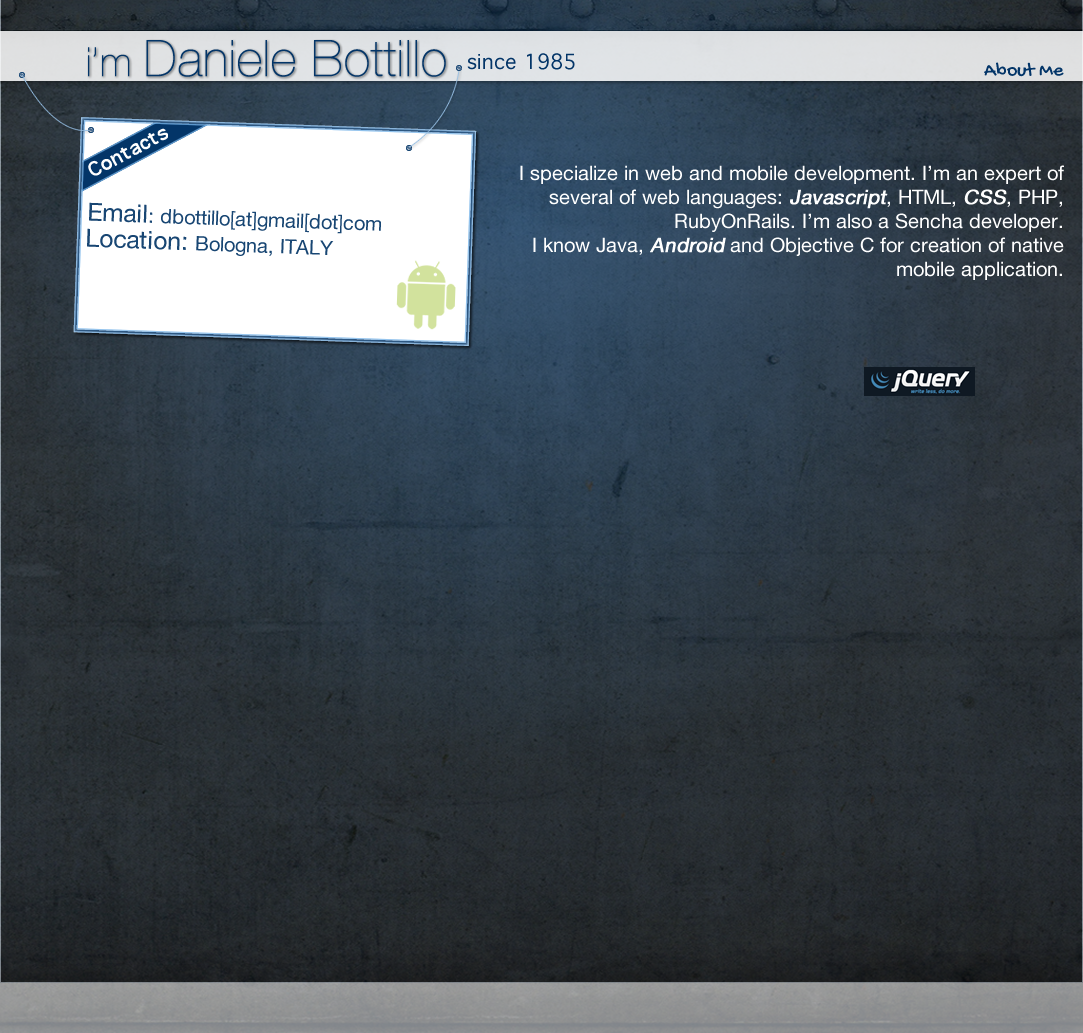 i'm Daniele Bottillo since 1985
About Me
Contacts
Email: dbottillo[at]gmail[dot]com
Location: Bologna, ITALY
I specialize in web and mobile development. I'm an expert of
several of web languages: Javascript, HTML, CSS, PHP,
RubyOnRails. I'm also a Sencha developer.
I know Java, Android and Objective C for creation of native
mobile application.
jQuery
write less, do more.